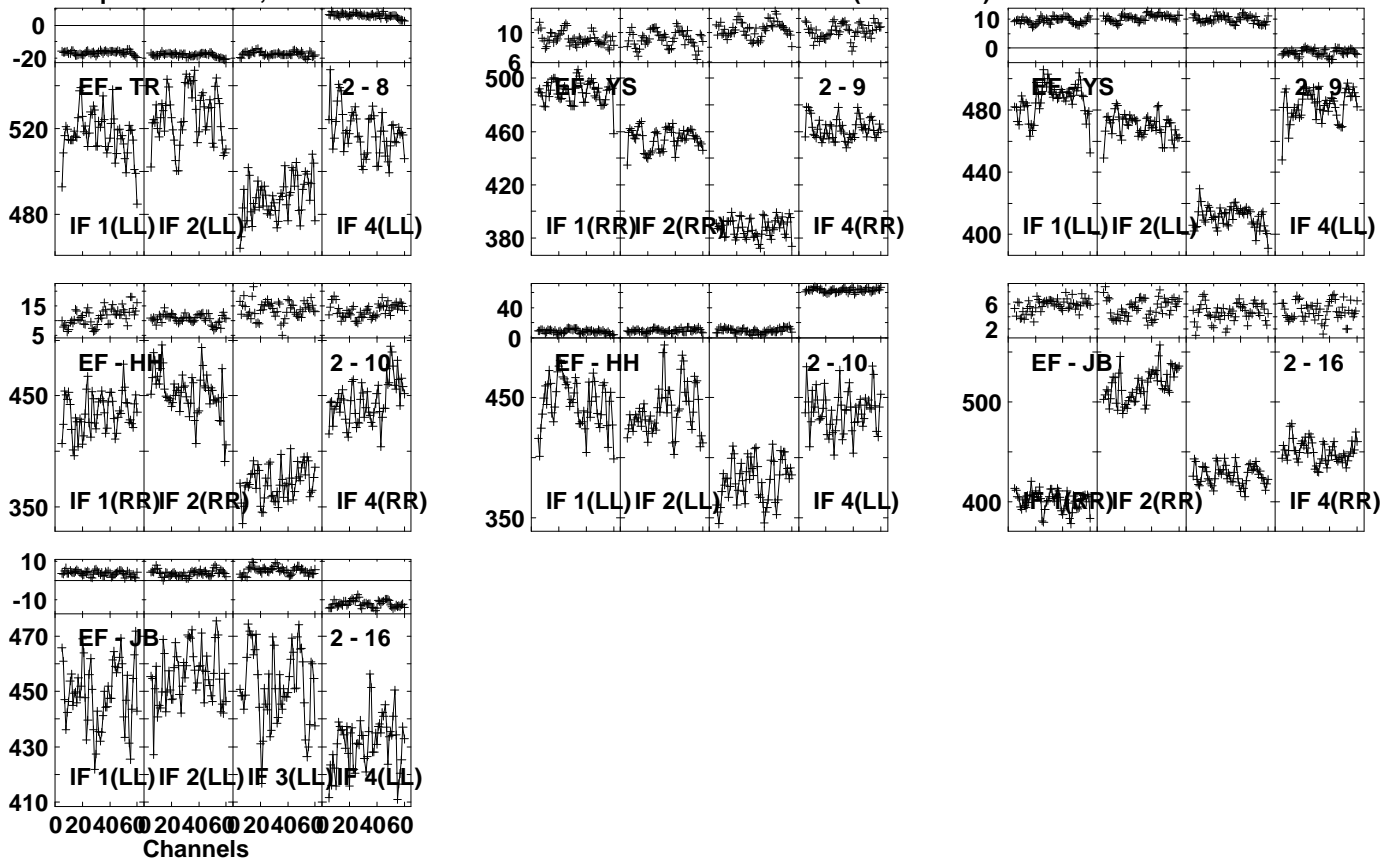 0
-20
EF - TR
2 - 8
520
480
IF 1(LL) IF 2(LL) IF 4(LL)
10
6
500
EF - YS
2 - 9
460
420
380
IF 1(RR) IF 2(RR) IF 4(RR)
10
0
EF - YS
2 - 9
480
440
400
IF 1(LL) IF 2(LL) IF 4(LL)
15
5
EF - HH
2 - 10
450
350
IF 1(RR) IF 2(RR) IF 4(RR)
40
0
EF - HH
2 - 10
450
350
IF 1(LL) IF 2(LL) IF 4(LL)
6
2
EF - JB
2 - 16
500
400
IF 1(RR) IF 2(RR) IF 4(RR)
10
-10
470
EF - JB
2 - 16
450
430
IF 1(LL) IF 2(LL) IF 3(LL) IF 4(LL)
410
0 20 40 60 0 20 40 60 0 20 40 60 0 20 40 60
Channels